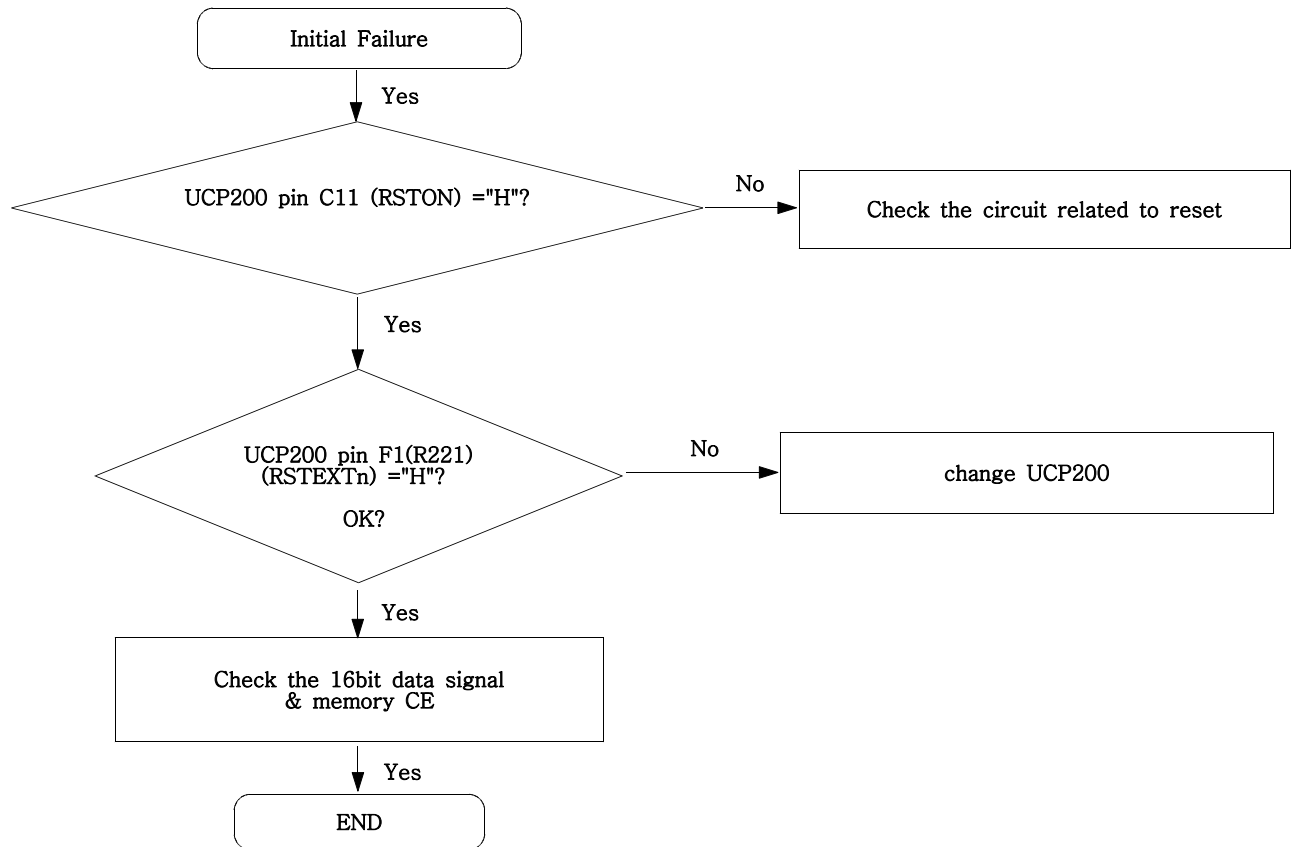 Initial Failure
Yes
UCP200 pin C11 (RSTON) ="H"?
No
Check the circuit related to reset
Yes
UCP200 pin F1(R221)
(RSTEXTn) ="H"?
OK?
No
change UCP200
Yes
Check the 16bit data signal
& memory CE
Yes
END